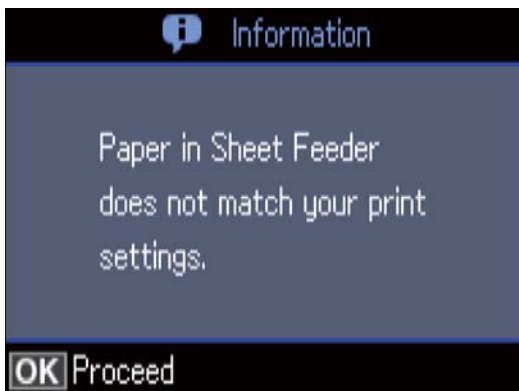 Information
Paper in Sheet Feeder
does not match your print
settings.
OK Proceed